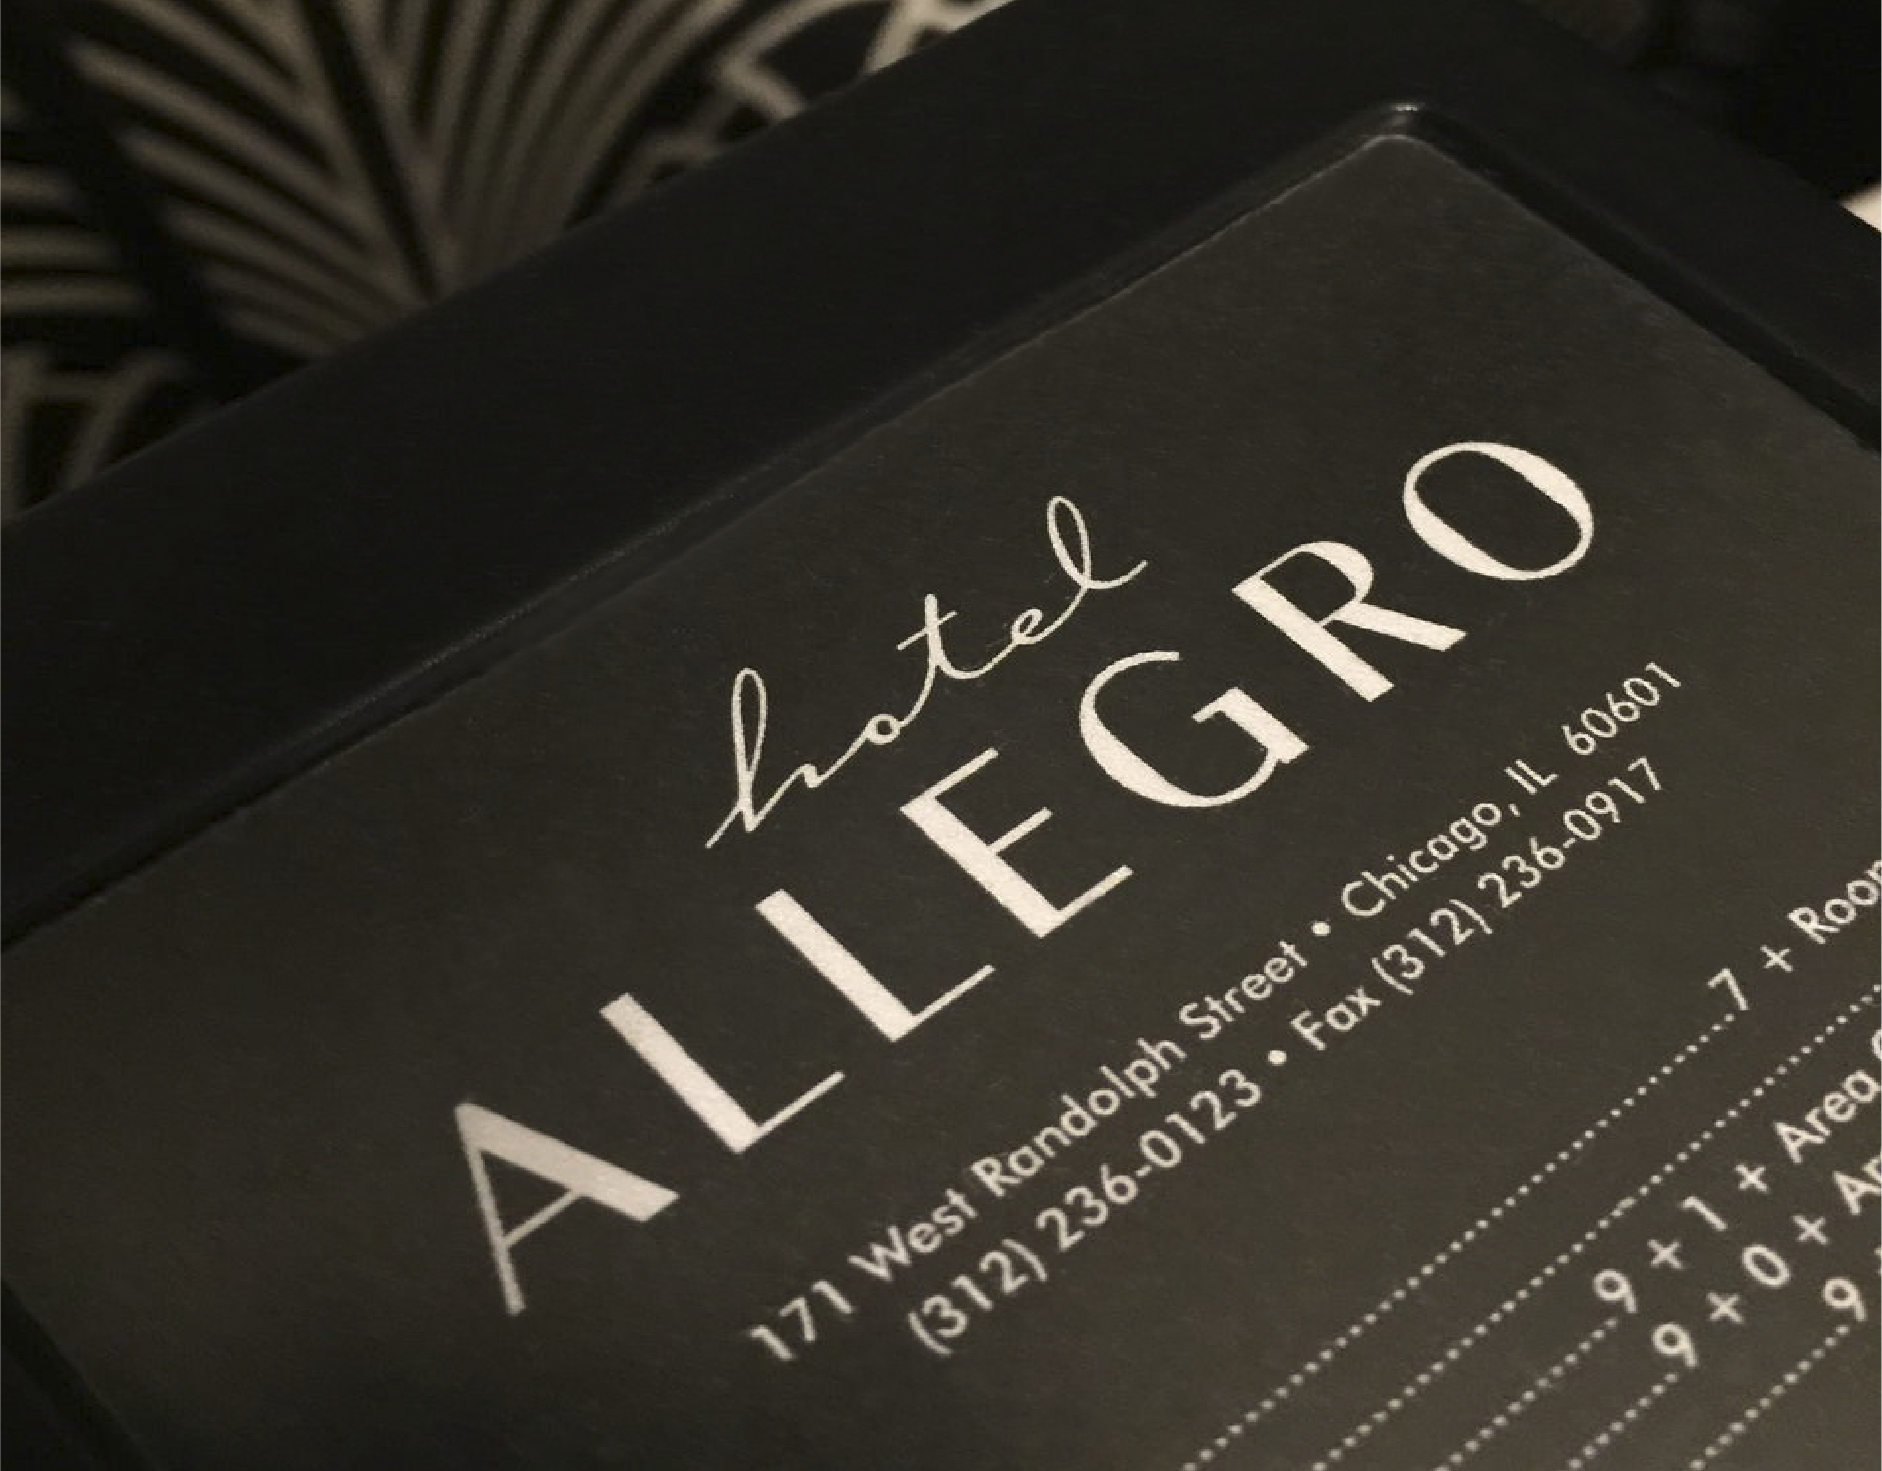 hotel
ALLEGRO
171 West Randolph Street • Chicago, IL 60601
(312) 236-0123 • Fax (312) 236-0917
7 +
9 + 1 + Area
9 + 0 +
9